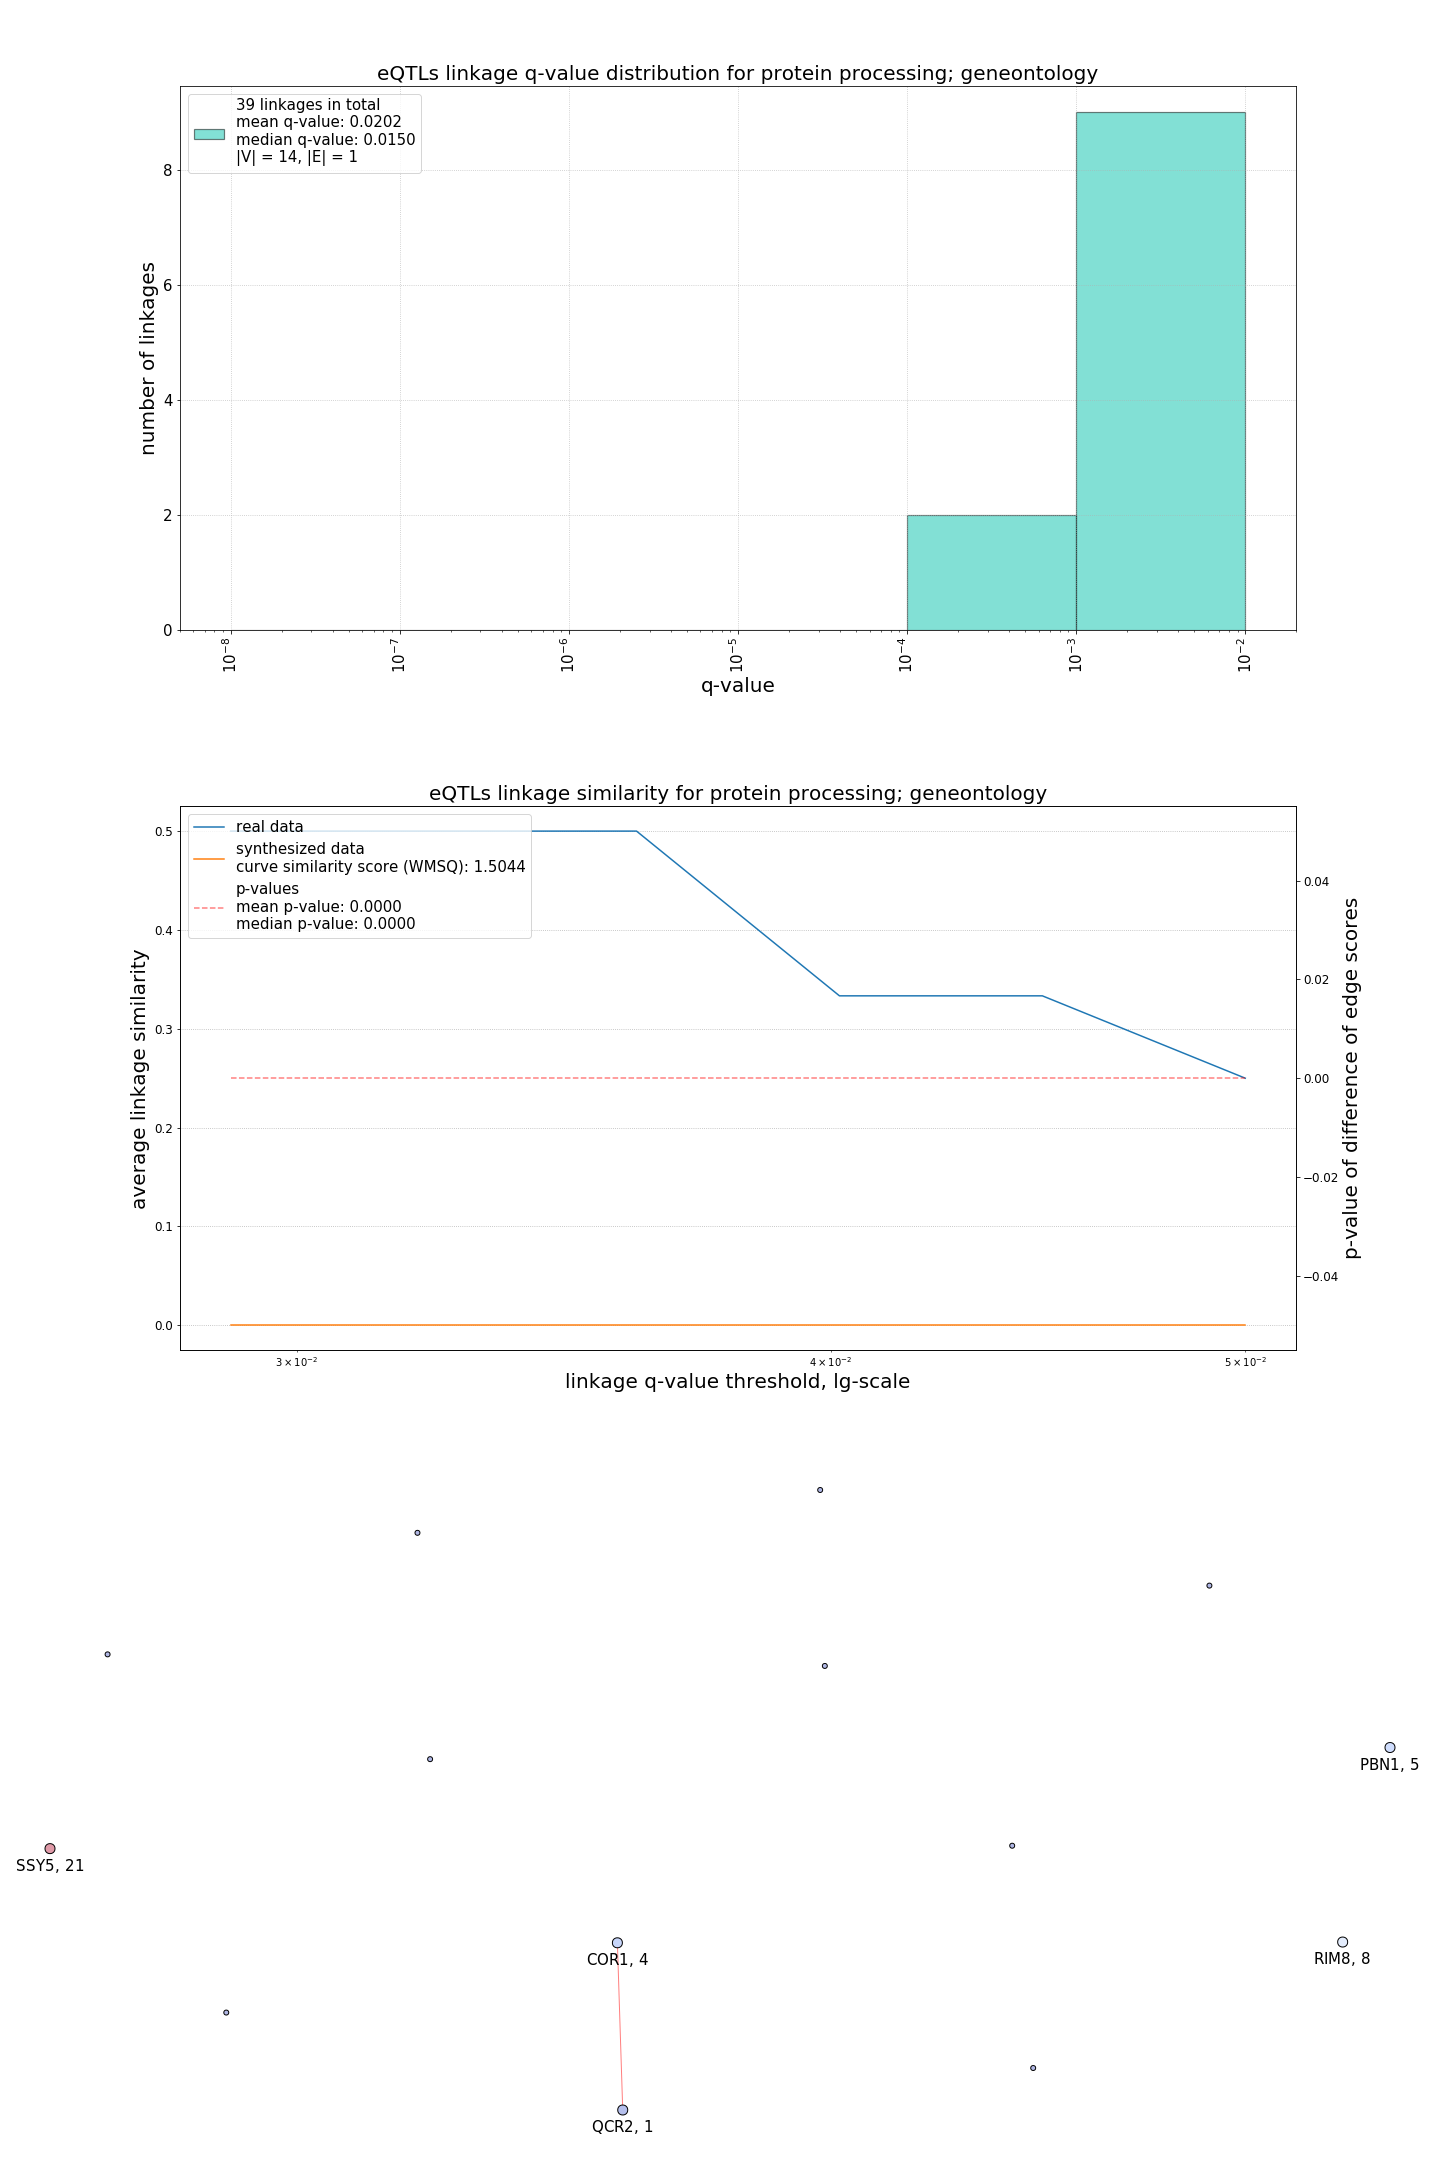 eQTLs linkage q-value distribution for protein processing; geneontology
39 linkages in total
mean q-value: 0.0202
median q-value: 0.0150
|V| = 14, |E| = 1
number of linkages
8
6
4
2
0
10⁻⁸ 10⁻⁷ 10⁻⁶ 10⁻⁵ 10⁻⁴ 10⁻³ 10⁻²
q-value
eQTLs linkage similarity for protein processing; geneontology
real data
synthesized data
curve similarity score (WMSQ): 1.5044
p-values
mean p-value: 0.0000
median p-value: 0.0000
average linkage similarity
0.5
0.4
0.3
0.2
0.1
0.0
0.04
0.02
0.00
−0.02
−0.04
p-value of difference of edge scores
3 × 10⁻² 4 × 10⁻² 5 × 10⁻²
linkage q-value threshold, lg-scale
PBN1, 5
SSY5, 21
COR1, 4
RIM8, 8
QCR2, 1